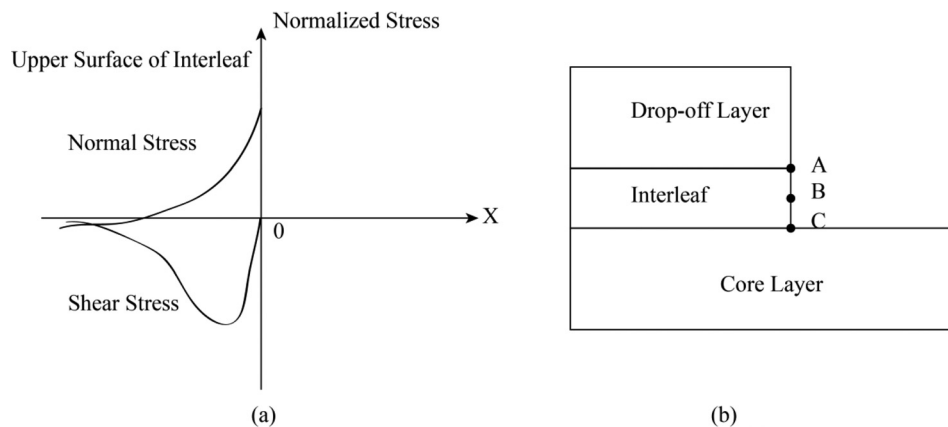 Normalized Stress
Upper Surface of Interleaf
Normal Stress
X
0
Shear Stress
(a)
Drop-off Layer
A
Interleaf
B
C
Core Layer
(b)